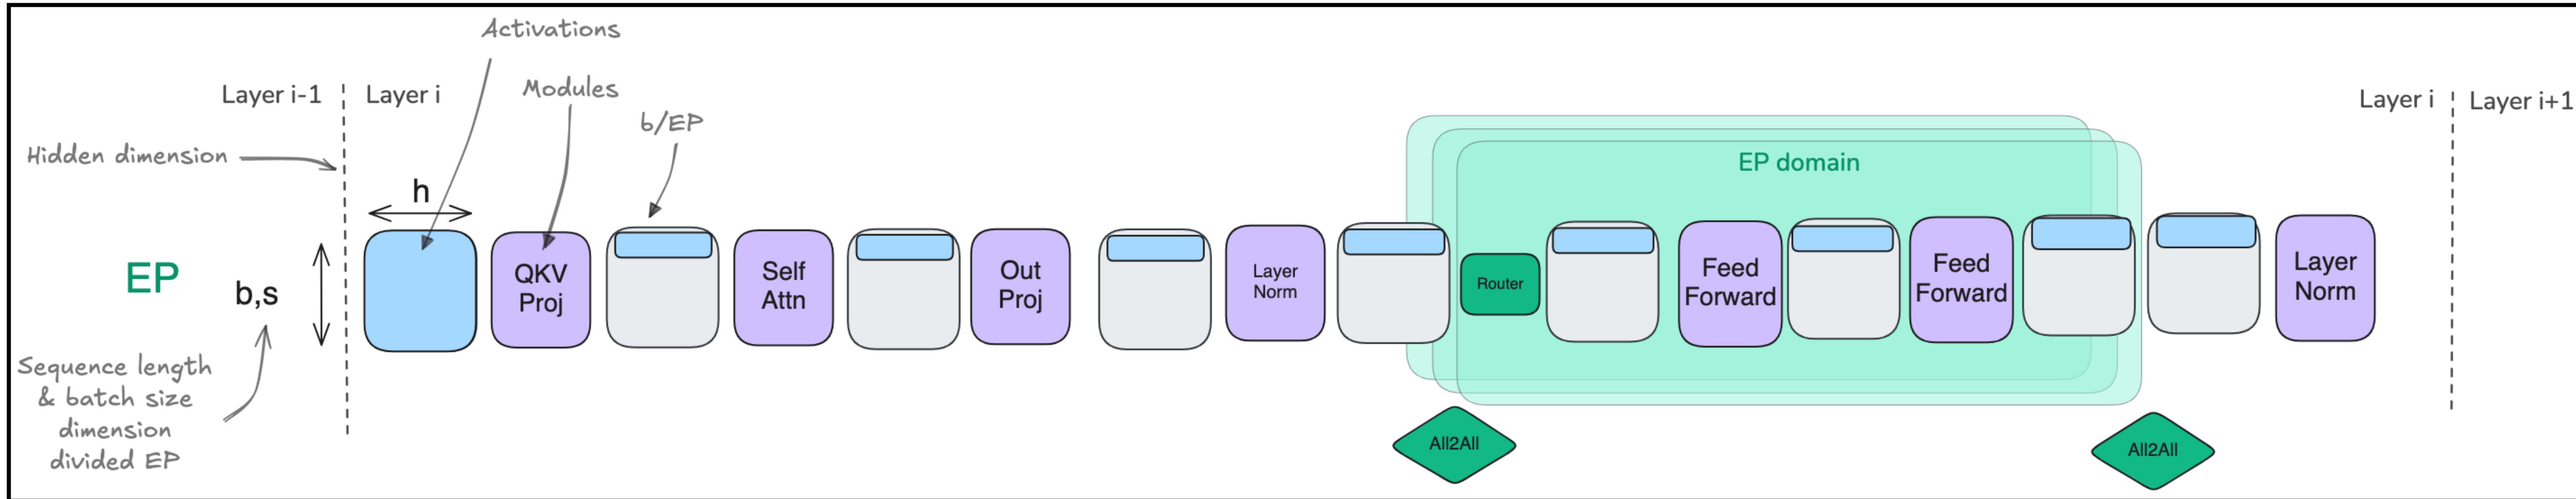 Activations
Modules
b/EP
Layer i-1
Layer i
Hidden dimension
h
EP
b,s
Sequence length
& batch size
dimension
divided EP
QKV
Proj
Self
Attn
Out
Proj
Layer
Norm
EP domain
Router
Feed
Forward
Feed
Forward
Layer
Norm
All2All
All2All
Layer i
Layer i+1